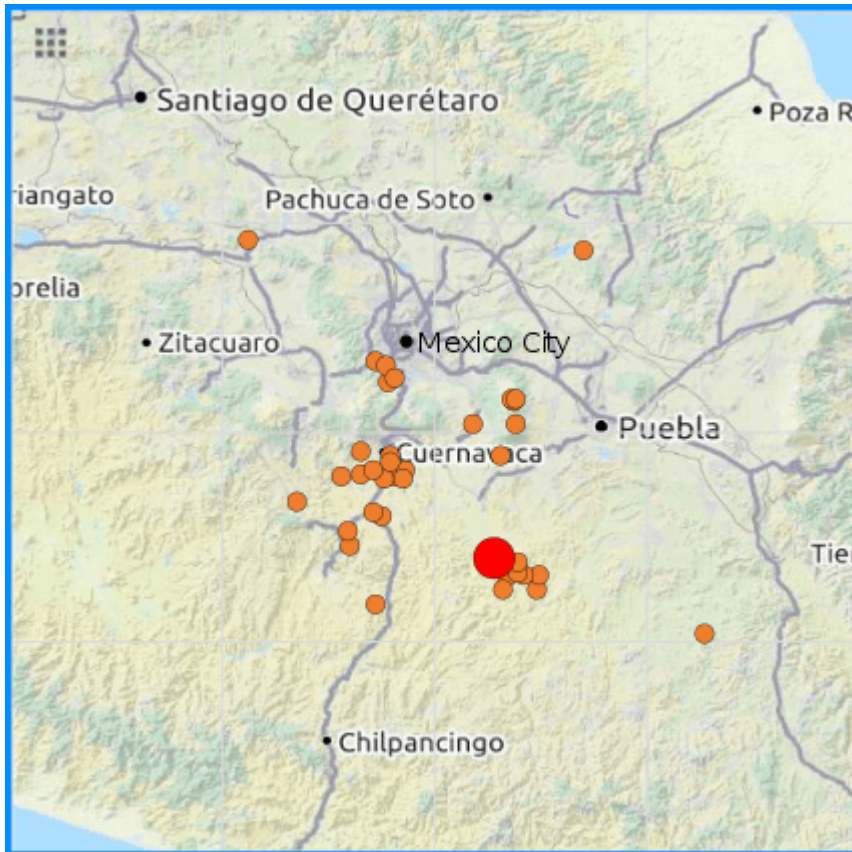 Santiago de Querétaro
Poza R
riangato
Pachuca de Soto
orelia
Zitacuaro
Mexico City
Puebla
Cuernavaca
Tier
Chilpancingo